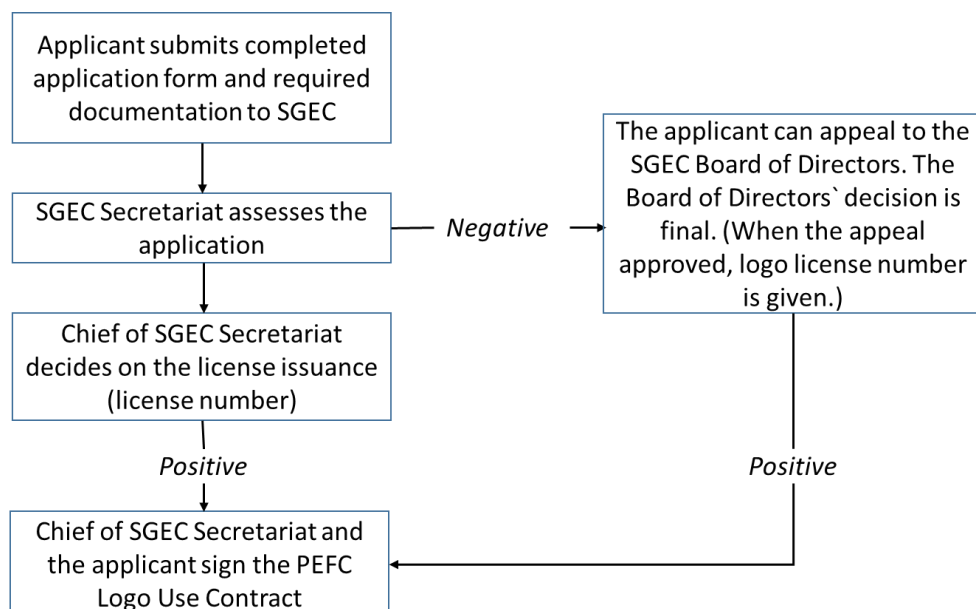 Applicant submits completed
application form and required
documentation to SGEC
SGEC Secretariat assesses the
application
Negative
The applicant can appeal to the
SGEC Board of Directors. The
Board of Directors` decision is
final. (When the appeal
approved, logo license number
is given.)
Chief of SGEC Secretariat
decides on the license issuance
(license number)
Positive
Positive
Chief of SGEC Secretariat and
the applicant sign the PEFC
Logo Use Contract